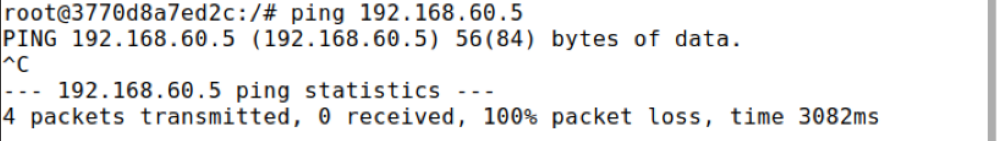 root@3770d8a7ed2c:/# ping 192.168.60.5
PING 192.168.60.5 (192.168.60.5) 56(84) bytes of data.
^C
--- 192.168.60.5 ping statistics ---
4 packets transmitted, 0 received, 100% packet loss, time 3082ms